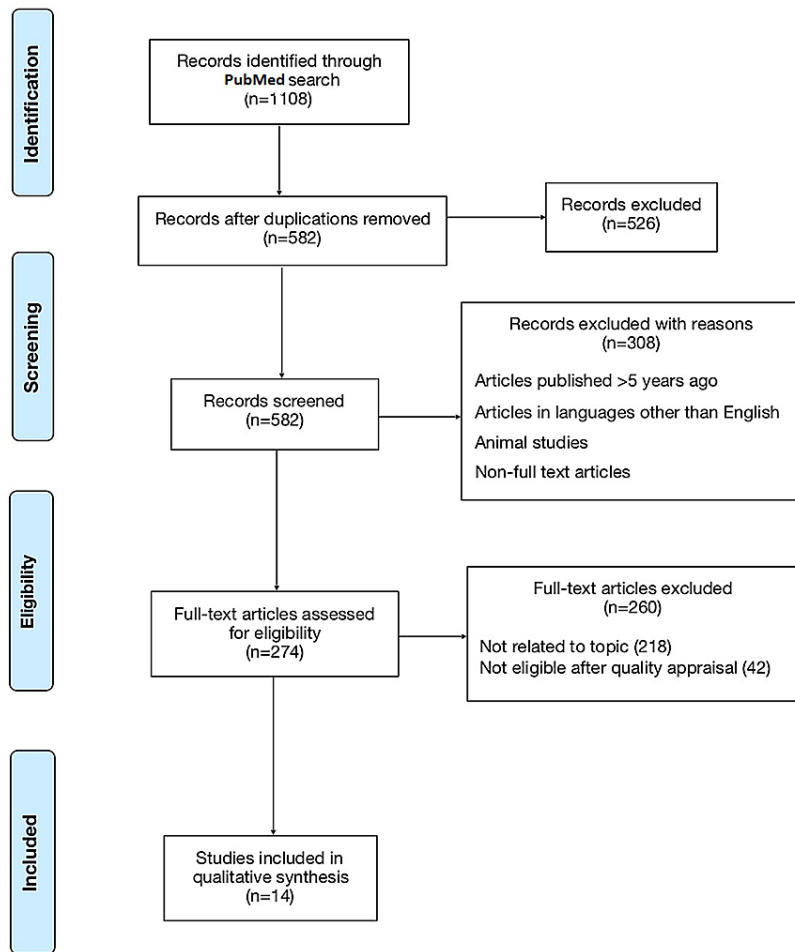 Identification
Records identified through
PubMed search
(n=1108)
Records after duplications removed
(n=582)
Records excluded
(n=526)
Screening
Records screened
(n=582)
Records excluded with reasons
(n=308)
Articles published >5 years ago
Articles in languages other than English
Animal studies
Non-full text articles
Eligibility
Full-text articles assessed
for eligibility
(n=274)
Full-text articles excluded
(n=260)
Not related to topic (218)
Not eligible after quality appraisal (42)
Included
Studies included in
qualitative synthesis
(n=14)